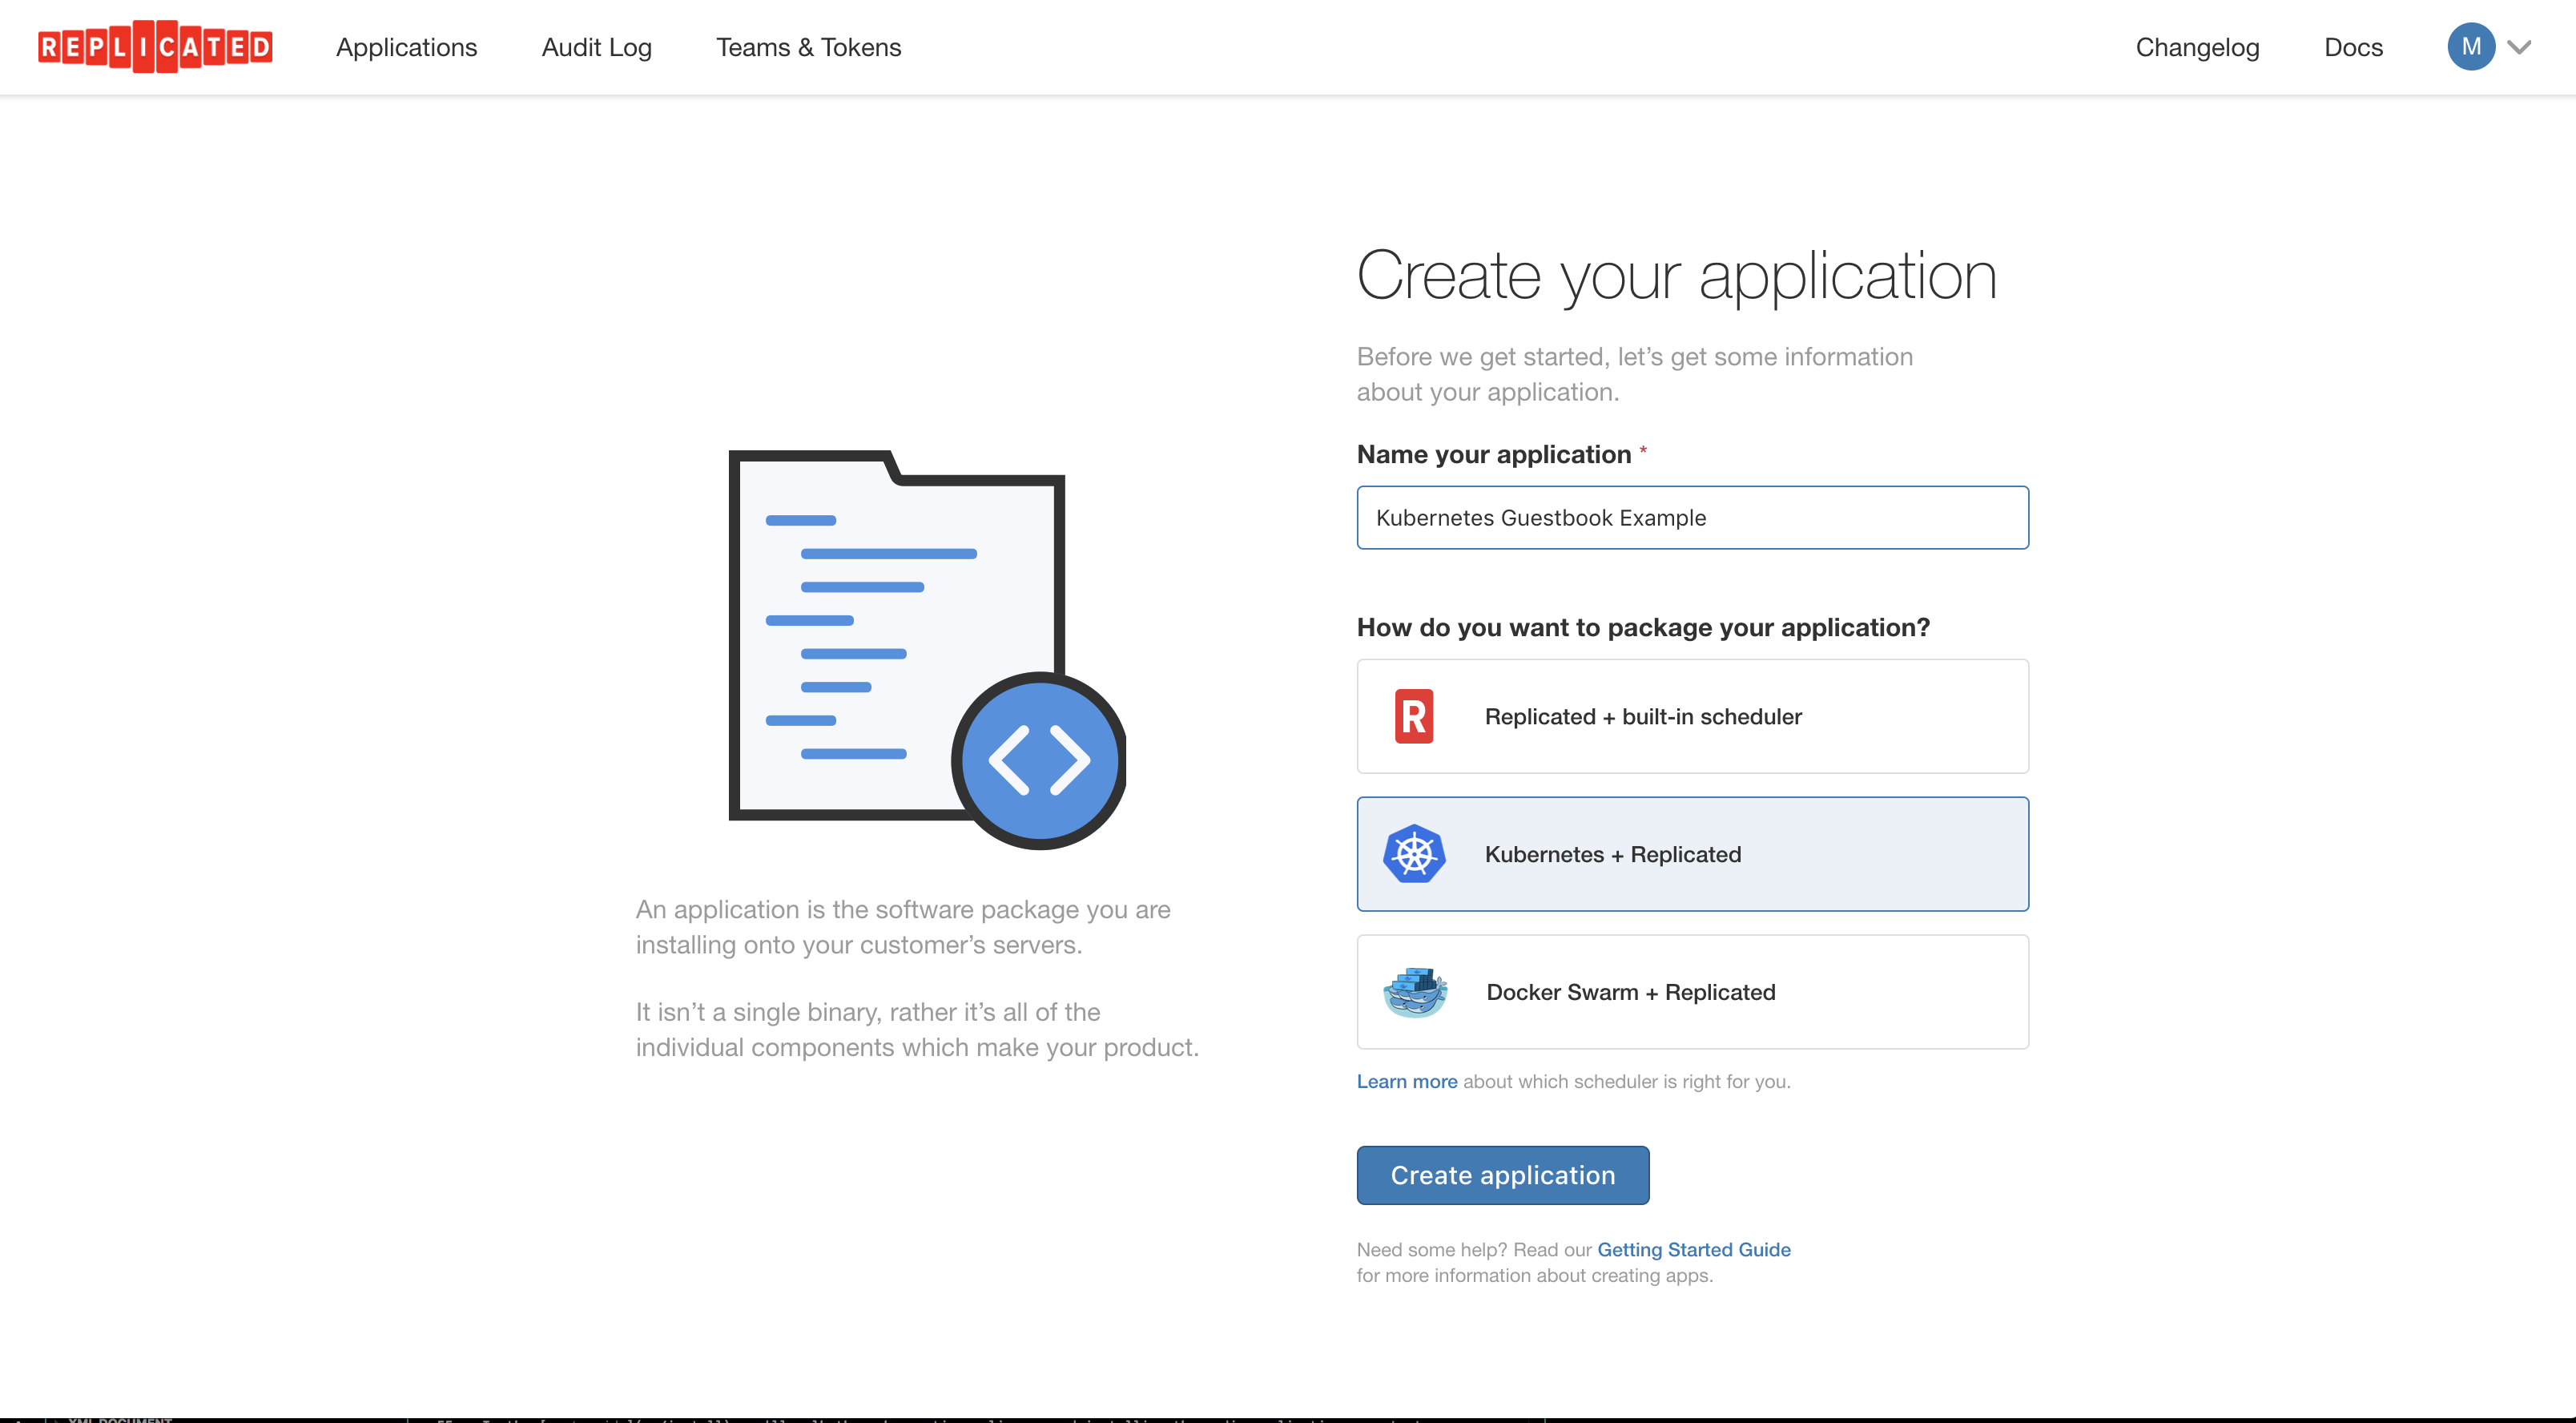 REPLICATED Applications Audit Log Teams & Tokens Changelog Docs M
Create your application
Before we get started, let’s get some information
about your application.
Name your application *
Kubernetes Guestbook Example
How do you want to package your application?
R Replicated + built-in scheduler
Kubernetes + Replicated
Docker Swarm + Replicated
Learn more about which scheduler is right for you.
Create application
Need some help? Read our Getting Started Guide
for more information about creating apps.
An application is the software package you are
installing onto your customer’s servers.
It isn’t a single binary, rather it’s all of the
individual components which make your product.